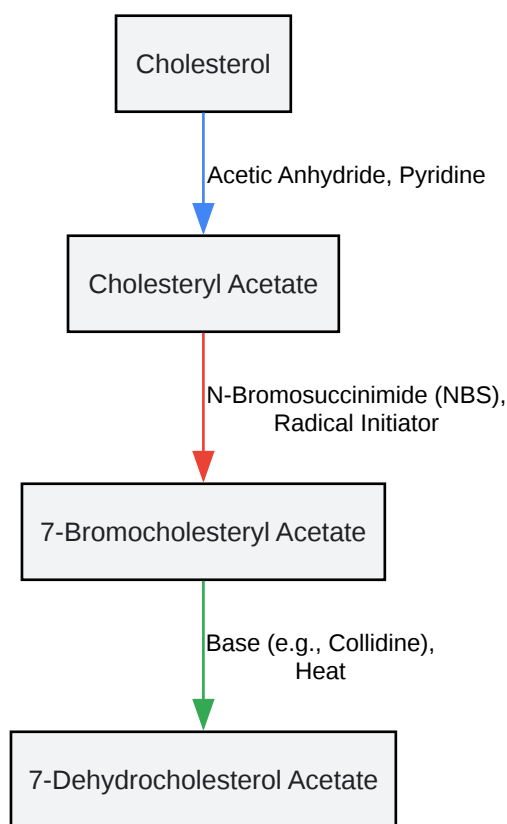 Cholesterol
Acetic Anhydride, Pyridine
Cholesteryl Acetate
N-Bromosuccinimide (NBS),
Radical Initiator
7-Bromocholesteryl Acetate
Base (e.g., Collidine),
Heat
7-Dehydrocholesterol Acetate